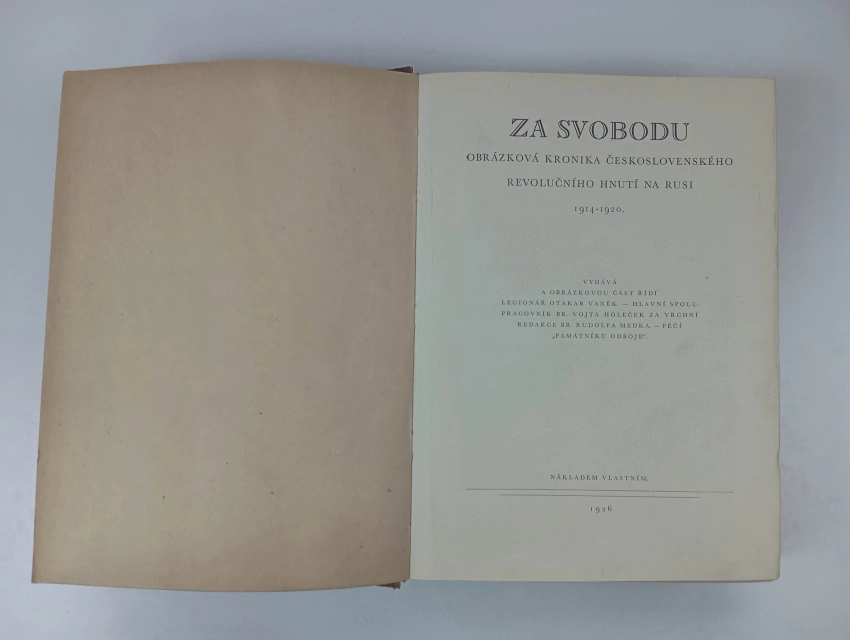 ZA SVOBODU
OBRÁZKOVÁ KRONIKA ČESKOSLOVENSKÉHO
REVOLUČNÍHO HNUTÍ NA RUSI
1914-1920.
VYDÁVÁ
A OBRÁZKOVOU ČÁST ŘÍDÍ
LEGIONÁŘ OTAKAR VANĚK. — HLAVNÍ SPOLU-
PRACOVNÍK BR. VOJTA HOLEČEK ZA VRCHNÍ
REDAKCE BR. RUDOLFA MEDKA. — PÉČÍ
„PAMÁTNÍKU ODBOJE“.
NÁKLADEM VLASTNÍM.
1926